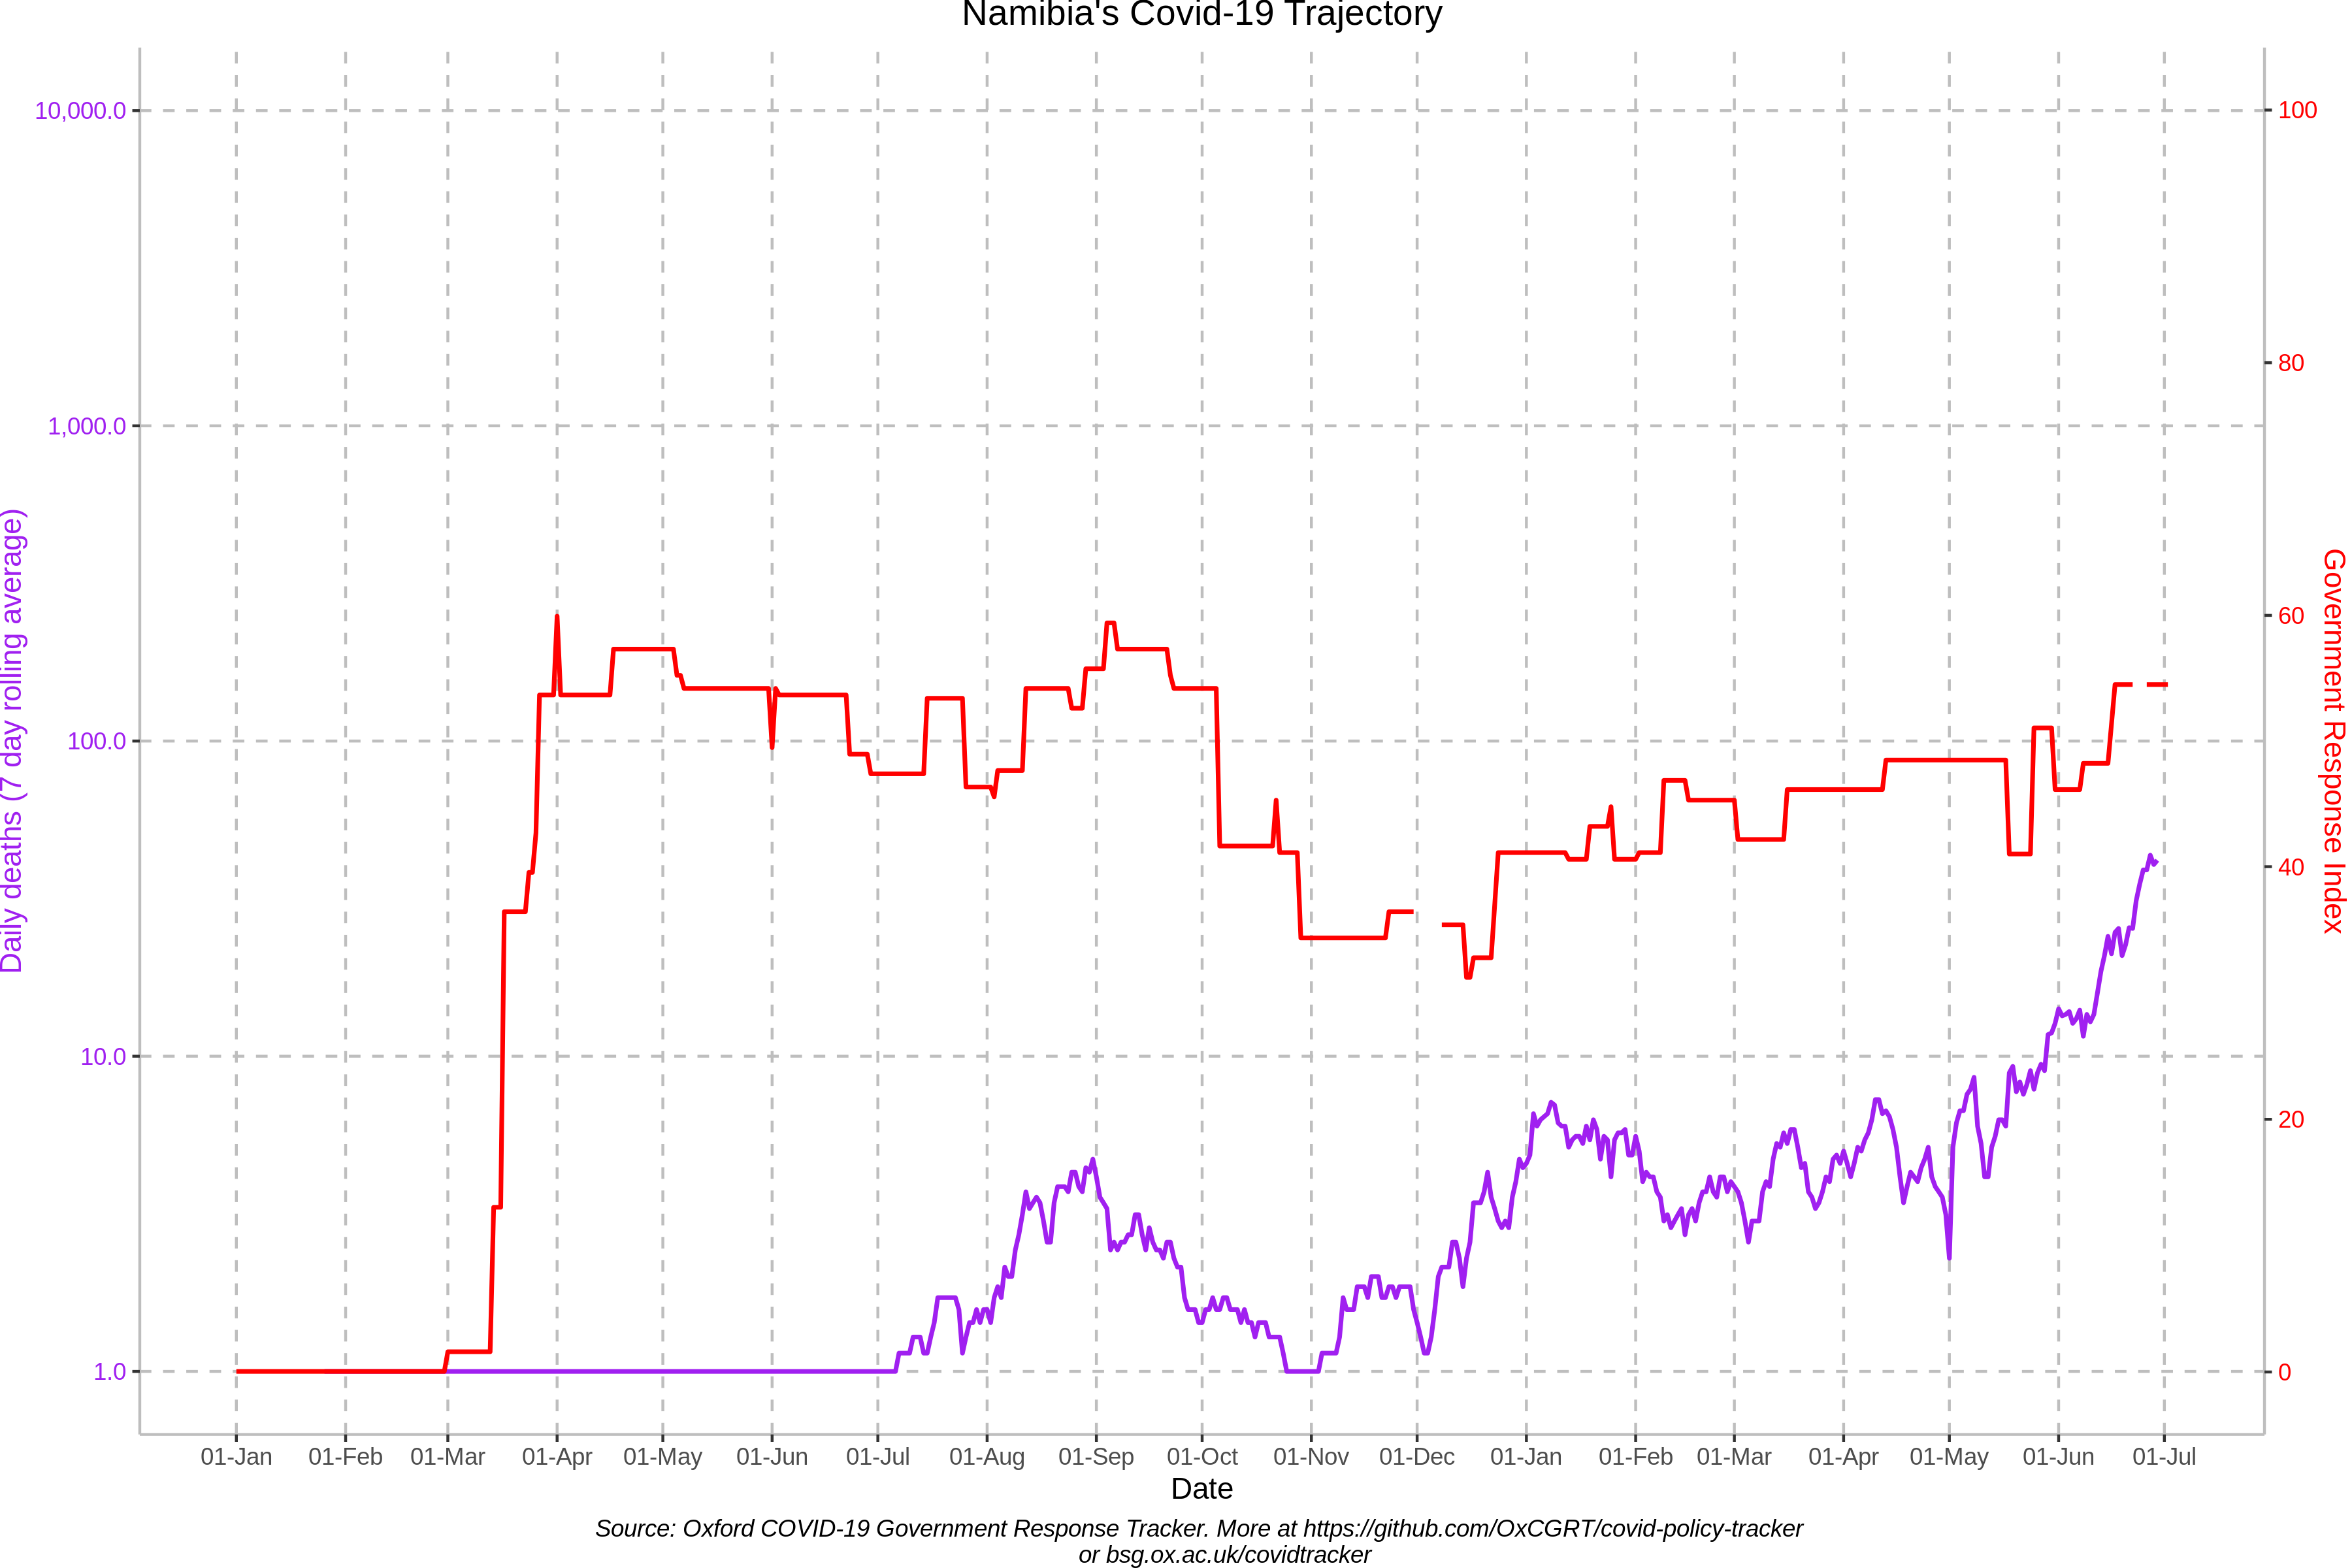 Namibia's Covid-19 Trajectory
10,000.0
1,000.0
100.0
10.0
1.0
Daily deaths (7 day rolling average)
100
80
60
40
20
0
Government Response Index
01-Jan 01-Feb 01-Mar 01-Apr 01-May 01-Jun 01-Jul 01-Aug 01-Sep 01-Oct 01-Nov 01-Dec 01-Jan 01-Feb 01-Mar 01-Apr 01-May 01-Jun 01-Jul
Date
Source: Oxford COVID-19 Government Response Tracker. More at https://github.com/OxCGRT/covid-policy-tracker
or bsg.ox.ac.uk/covidtracker